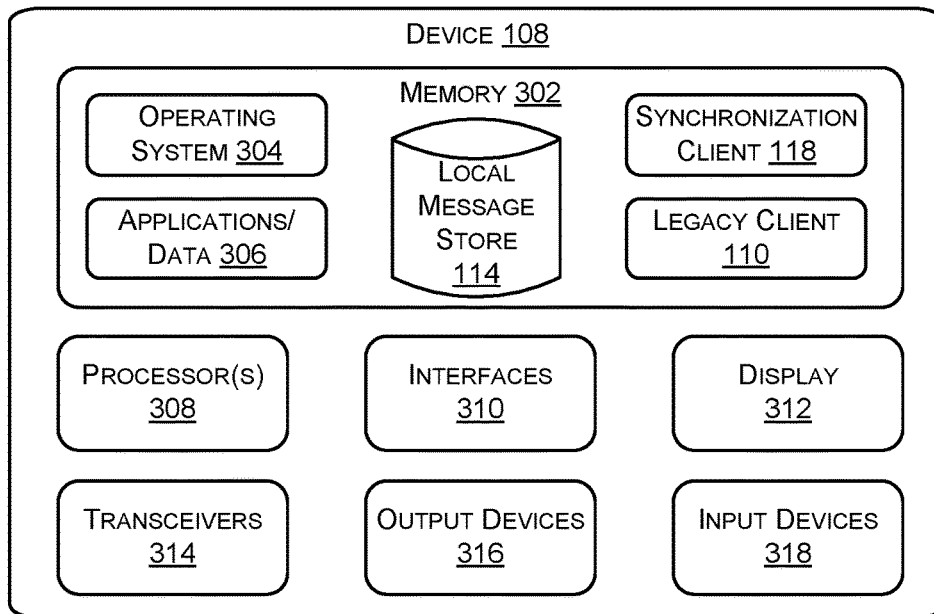 DEVICE 108
MEMORY 302
OPERATING
SYSTEM 304
APPLICATIONS/
DATA 306
LOCAL
MESSAGE
STORE
114
SYNCHRONIZATION
CLIENT 118
LEGACY CLIENT
110
PROCESSOR(S)
308
INTERFACES
310
DISPLAY
312
TRANSCEIVERS
314
OUTPUT DEVICES
316
INPUT DEVICES
318